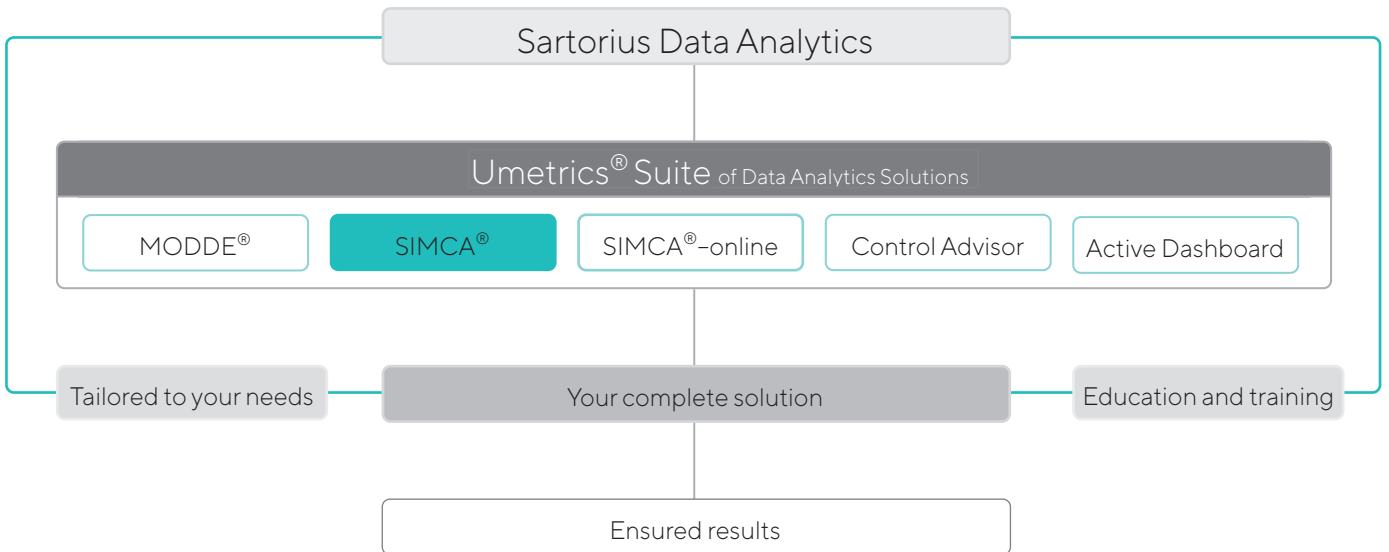 Sartorius Data Analytics
Umetrics® Suite of Data Analytics Solutions
MODDE®
SIMCA®
SIMCA®-online
Control Advisor
Active Dashboard
Tailored to your needs
Your complete solution
Education and training
Ensured results